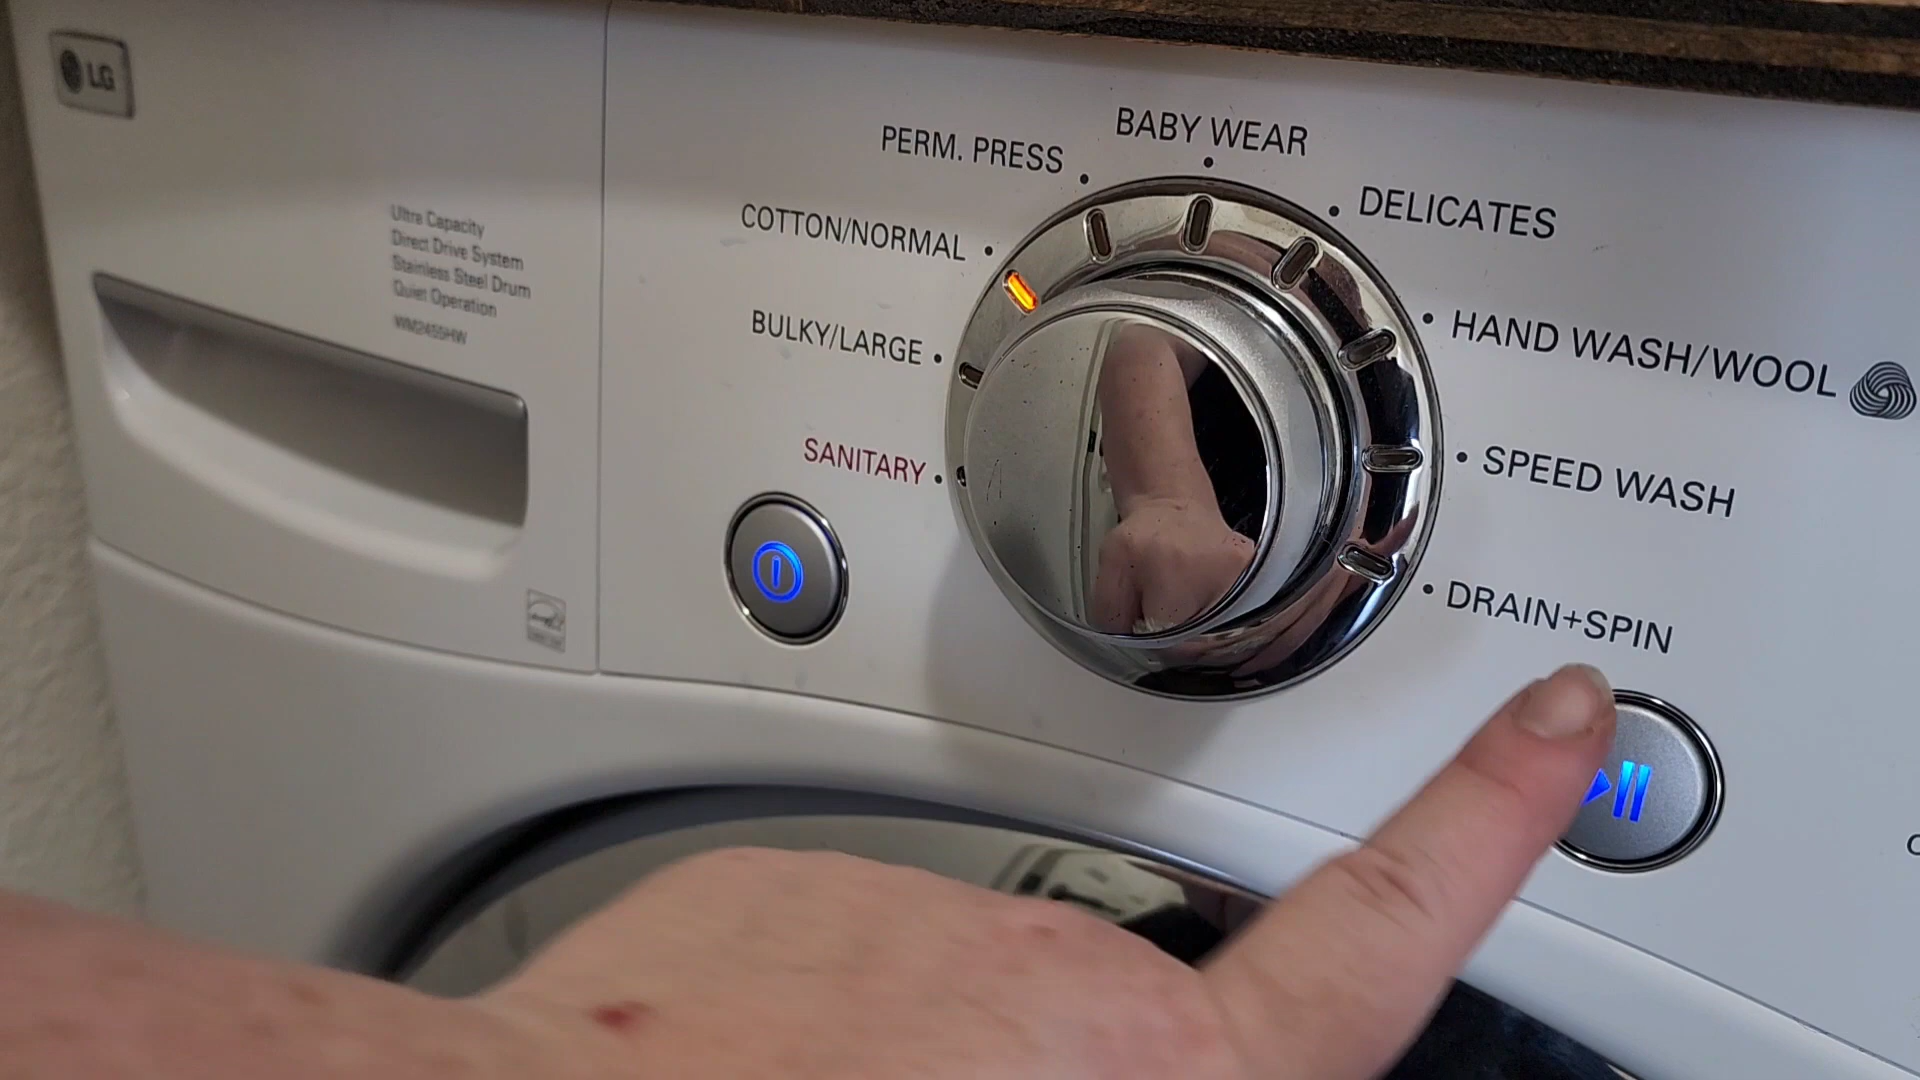 LG
Ultra Capacity
Direct Drive System
Stainless Steel Drum
Quiet Operation
WM2455HW
BABY WEAR
PERM. PRESS
DELICATES
COTTON/NORMAL
HAND WASH/WOOL
BULKY/LARGE
SPEED WASH
SANITARY
DRAIN+SPIN